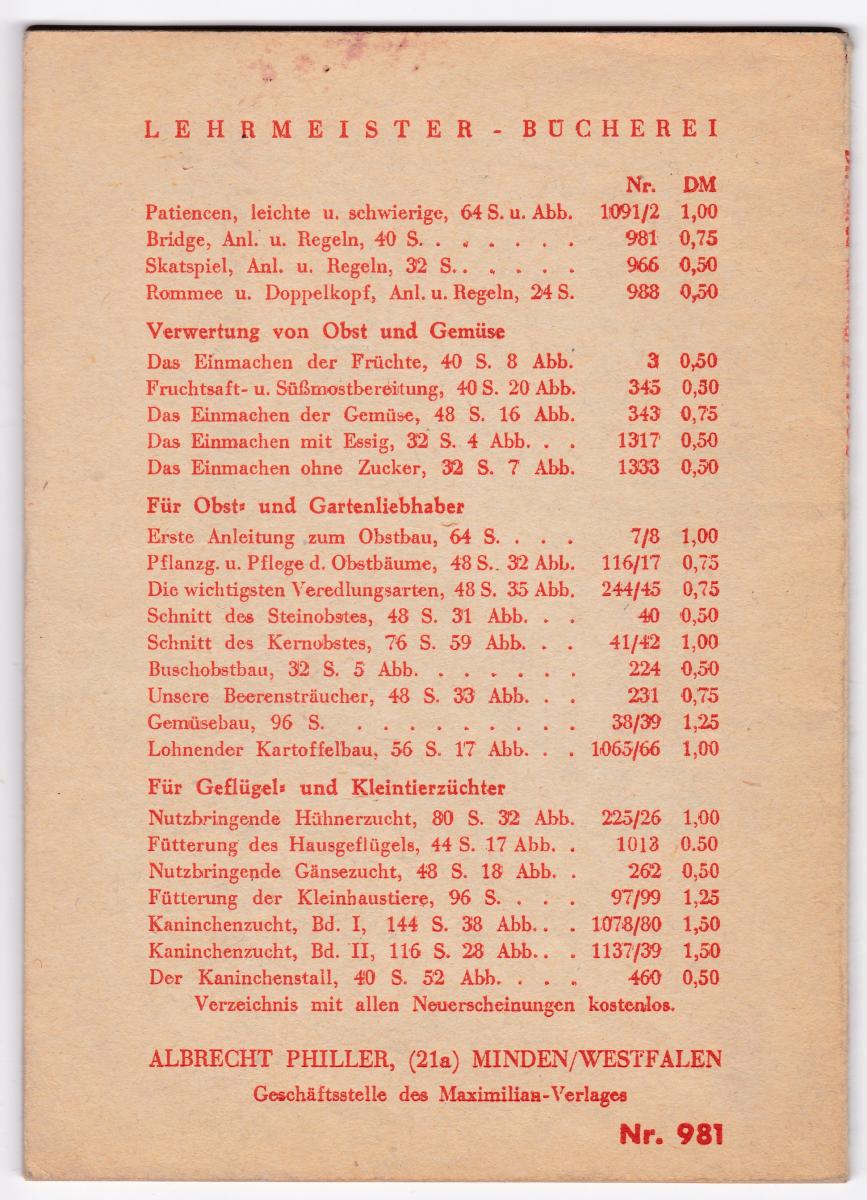 LEHRMEISTER-BÜCHEREI
Nr. DM
Patiencen, leichte u. schwierige, 64 S. u. Abb. 1091/2 1,00
Bridge, Anl. u. Regeln, 40 S. . . . . . . 981 0,75
Skatspiel, Anl. u. Regeln, 32 S. . . . . . 966 0,50
Rommee u. Doppelkopf, Anl. u. Regeln, 24 S. 988 0,50
Verwertung von Obst und Gemüse
Das Einmachen der Früchte, 40 S. 8 Abb. 3 0,50
Fruchtsaft- u. Süßmostbereitung, 40 S. 20 Abb. 345 0,50
Das Einmachen der Gemüse, 48 S. 16 Abb. 343 0,75
Das Einmachen mit Essig, 32 S. 4 Abb. . . 1317 0,50
Das Einmachen ohne Zucker, 32 S. 7 Abb. 1333 0,50
Für Obst- und Gartenliebhaber
Erste Anleitung zum Obstbau, 64 S. . . . . 7/8 1,00
Pflanzg. u. Pflege d. Obstbäume, 48 S.. 32 Abb. 116/17 0,75
Die wichtigsten Veredlungsarten, 48 S. 35 Abb. 244/45 0,75
Schnitt des Steinobstes, 48 S. 31 Abb. . . 40 0,50
Schnitt des Kernobstes, 76 S. 59 Abb. . . 41/42 1,00
Buschobstbau, 32 S. 5 Abb. . . . . . . 224 0,50
Unsere Beerensträucher, 48 S. 33 Abb. . . 231 0,75
Gemüsebau, 96 S. . . . . . . . . . 38/39 1,25
Lohnender Kartoffelbau, 56 S. 17 Abb. . . 1065/66 1,00
Für Geflügel- und Kleintierzüchter
Nutzbringende Hühnerzucht, 80 S. 32 Abb. 225/26 1,00
Fütterung des Hausgeflügels, 44 S. 17 Abb. . 1013 0.50
Nutzbringende Gänsezucht, 48 S. 18 Abb. . 262 0,50
Fütterung der Kleinhaustiere, 96 S. . . . 97/99 1,25
Kaninchenzucht, Bd. I, 144 S. 38 Abb.. . 1078/80 1,50
Kaninchenzucht, Bd. II, 116 S. 28 Abb.. . 1137/39 1,50
Der Kaninchenstall, 40 S. 52 Abb. . . . . 460 0,50
Verzeichnis mit allen Neuerscheinungen kostenlos.
ALBRECHT PHILLER, (21a) MINDEN/WESTFALEN
Geschäftsstelle des Maximilian-Verlages
Nr. 981